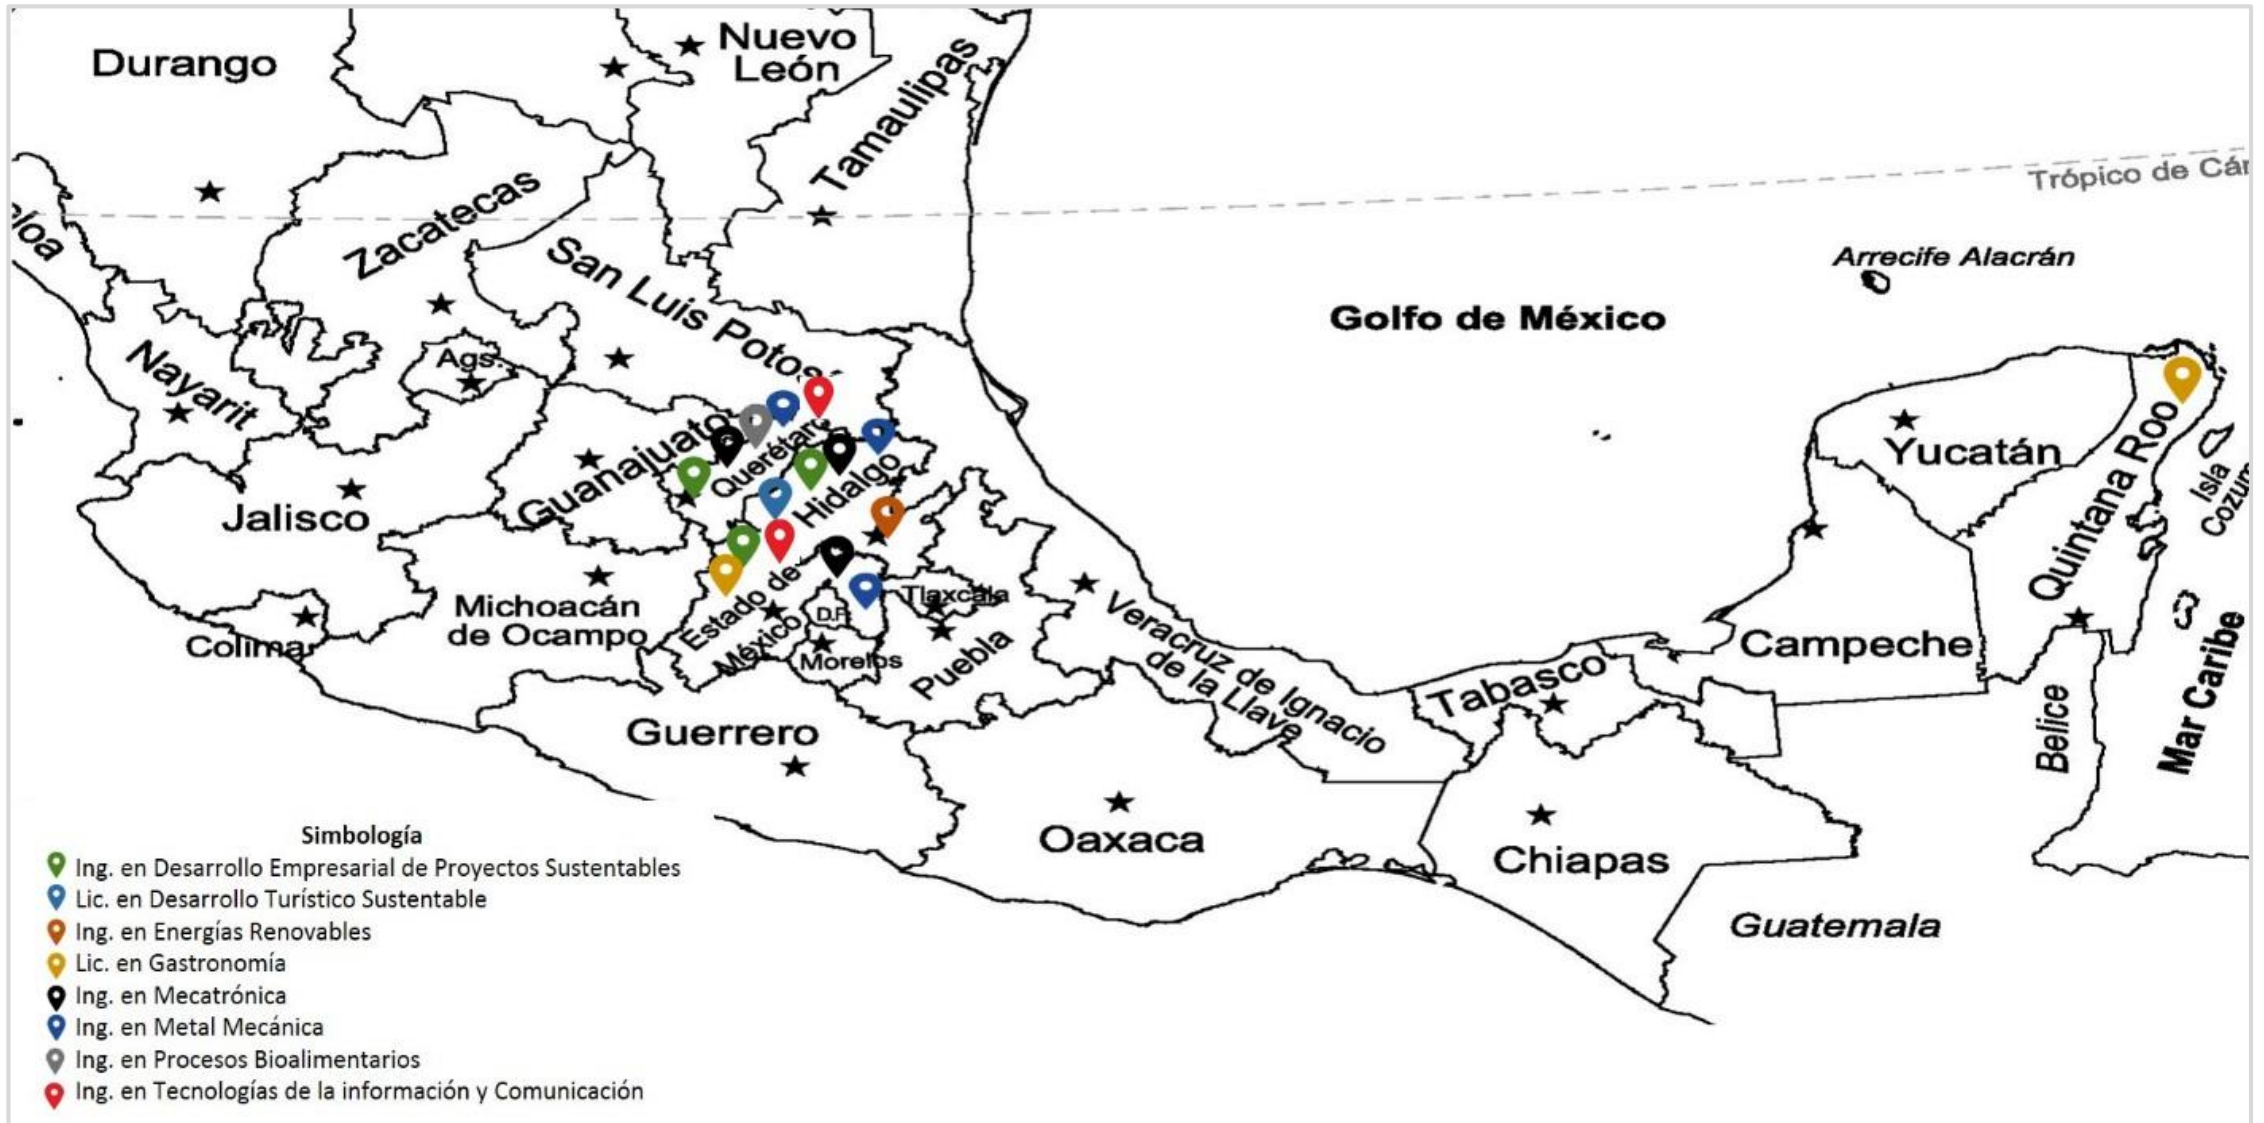 Durango
Nuevo
León
Tamaulipas
Trópico de Cán
Zacatecas
San Luis Potos
Arrecife Alacrán
Golfo de México
Nayarit
Ags.
Guanajuato
Querétaro
Hidalgo
Yucatán
Quintana Roo
Isla
Cozum
Jalisco
Michoacán
de Ocampo
Colima
Estado de
México
D.F.
Tlaxcala
Morelos
Puebla
Veracruz de Ignacio
de la Llave
Tabasco
Campeche
Belice
Mar Caribe
Guerrero
Oaxaca
Chiapas
Guatemala
Simbología
Ing. en Desarrollo Empresarial de Proyectos Sustentables
Lic. en Desarrollo Turístico Sustentable
Ing. en Energías Renovables
Lic. en Gastronomía
Ing. en Mecatrónica
Ing. en Metal Mecánica
Ing. en Procesos Bioalimentarios
Ing. en Tecnologías de la información y Comunicación